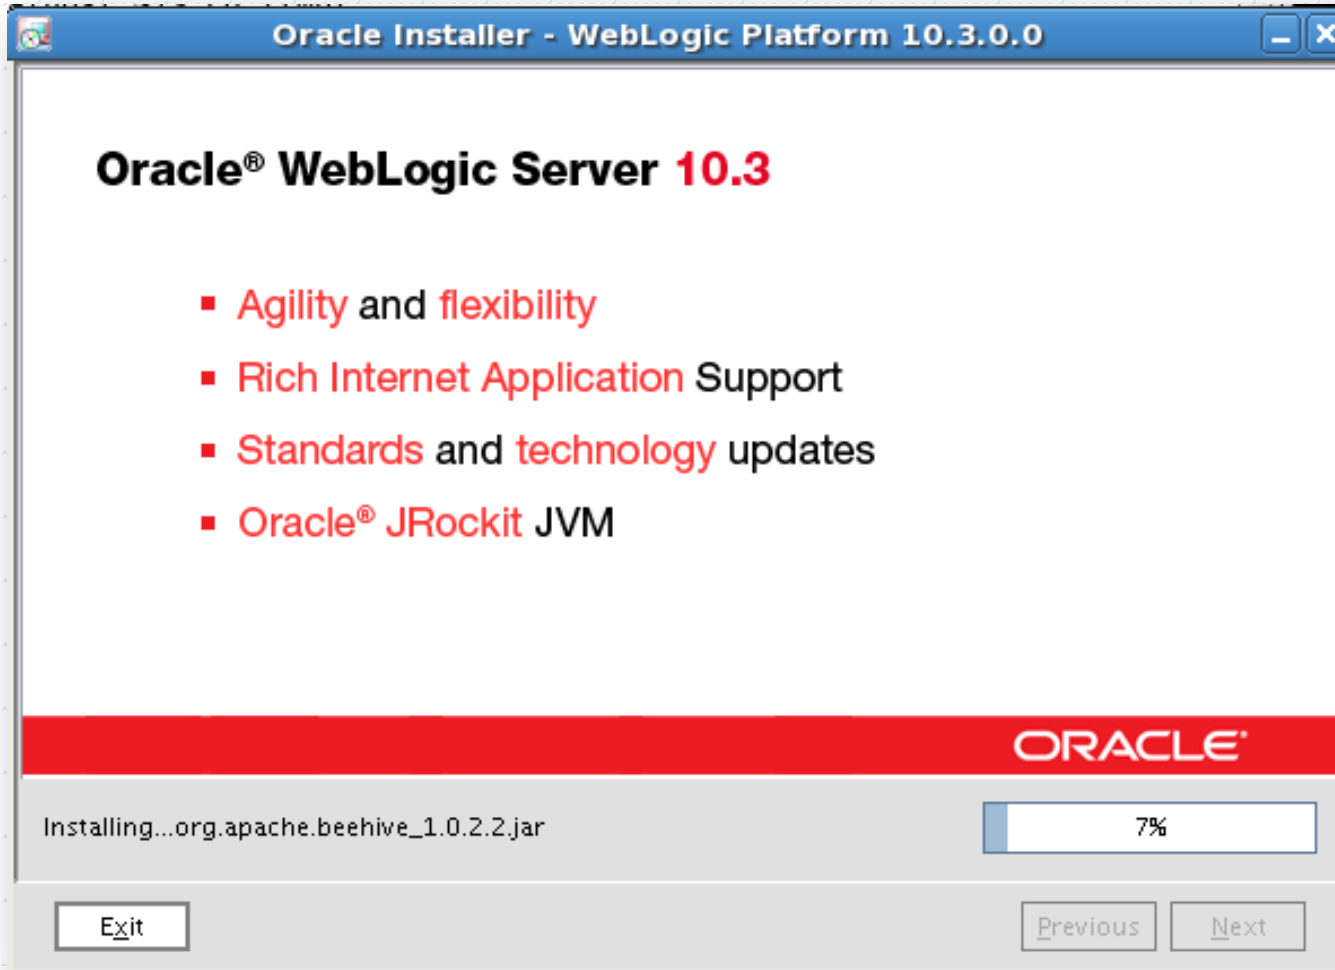 Oracle Installer - WebLogic Platform 10.3.0.0
Oracle® WebLogic Server 10.3
Agility and flexibility
Rich Internet Application Support
Standards and technology updates
Oracle® JRockit JVM
ORACLE®
Installing...org.apache.beehive_1.0.2.2.jar
7%
Exit
Previous
Next